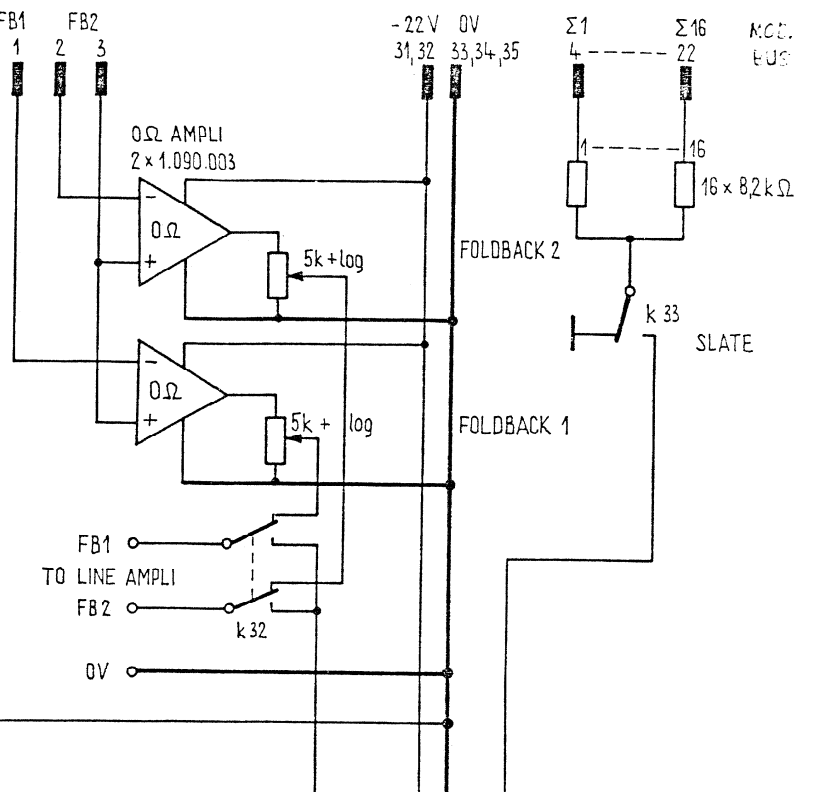 FB1 FB2 -22V 0V Σ1 Σ16 MOD.
1 2 3 31,32 33,34,35 4 22 BUS
0Ω AMPLI
2 x 1.090.003
1 16
16 x 8,2kΩ
−
0Ω
+
5k+log
FOLDBACK 2
k 33
SLATE
−
0Ω
+
5k + log
FOLDBACK 1
FB1
TO LINE AMPLI
FB2
k 32
0V